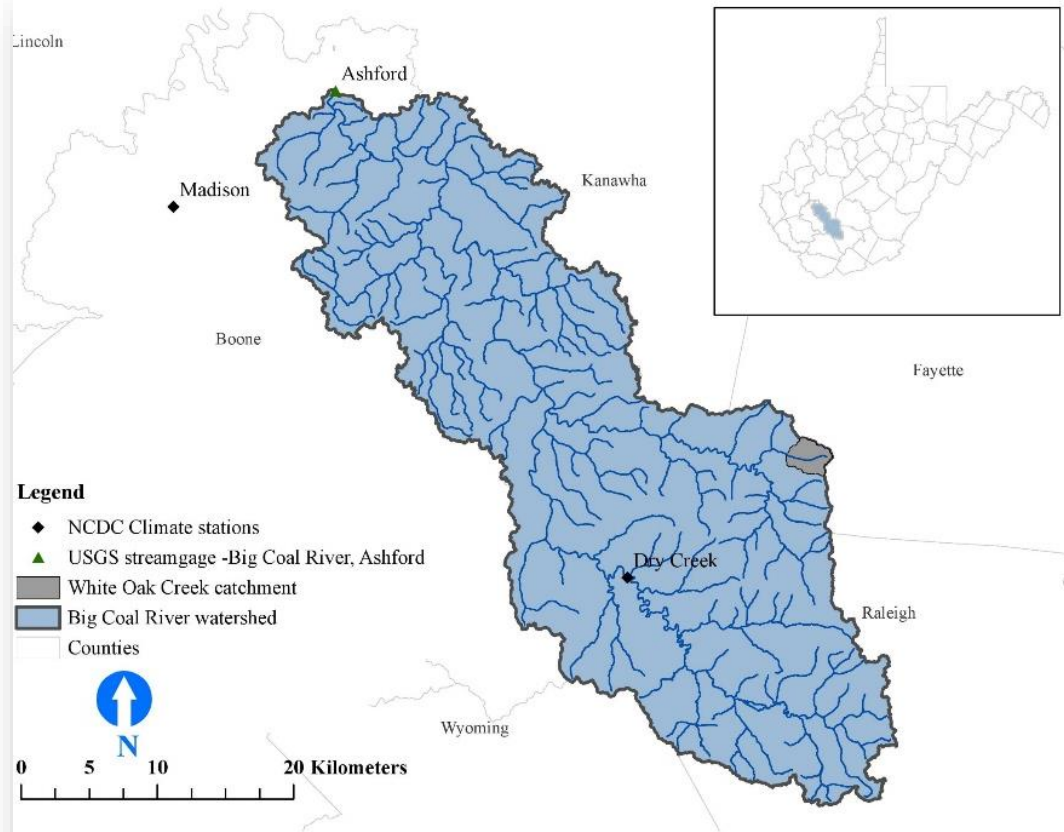 Lincoln
Ashford
Madison
Kanawha
Boone
Fayette
Dry Creek
Raleigh
Wyoming
Legend
NCDC Climate stations
USGS streamgage -Big Coal River, Ashford
White Oak Creek catchment
Big Coal River watershed
Counties
N
0 5 10 20 Kilometers